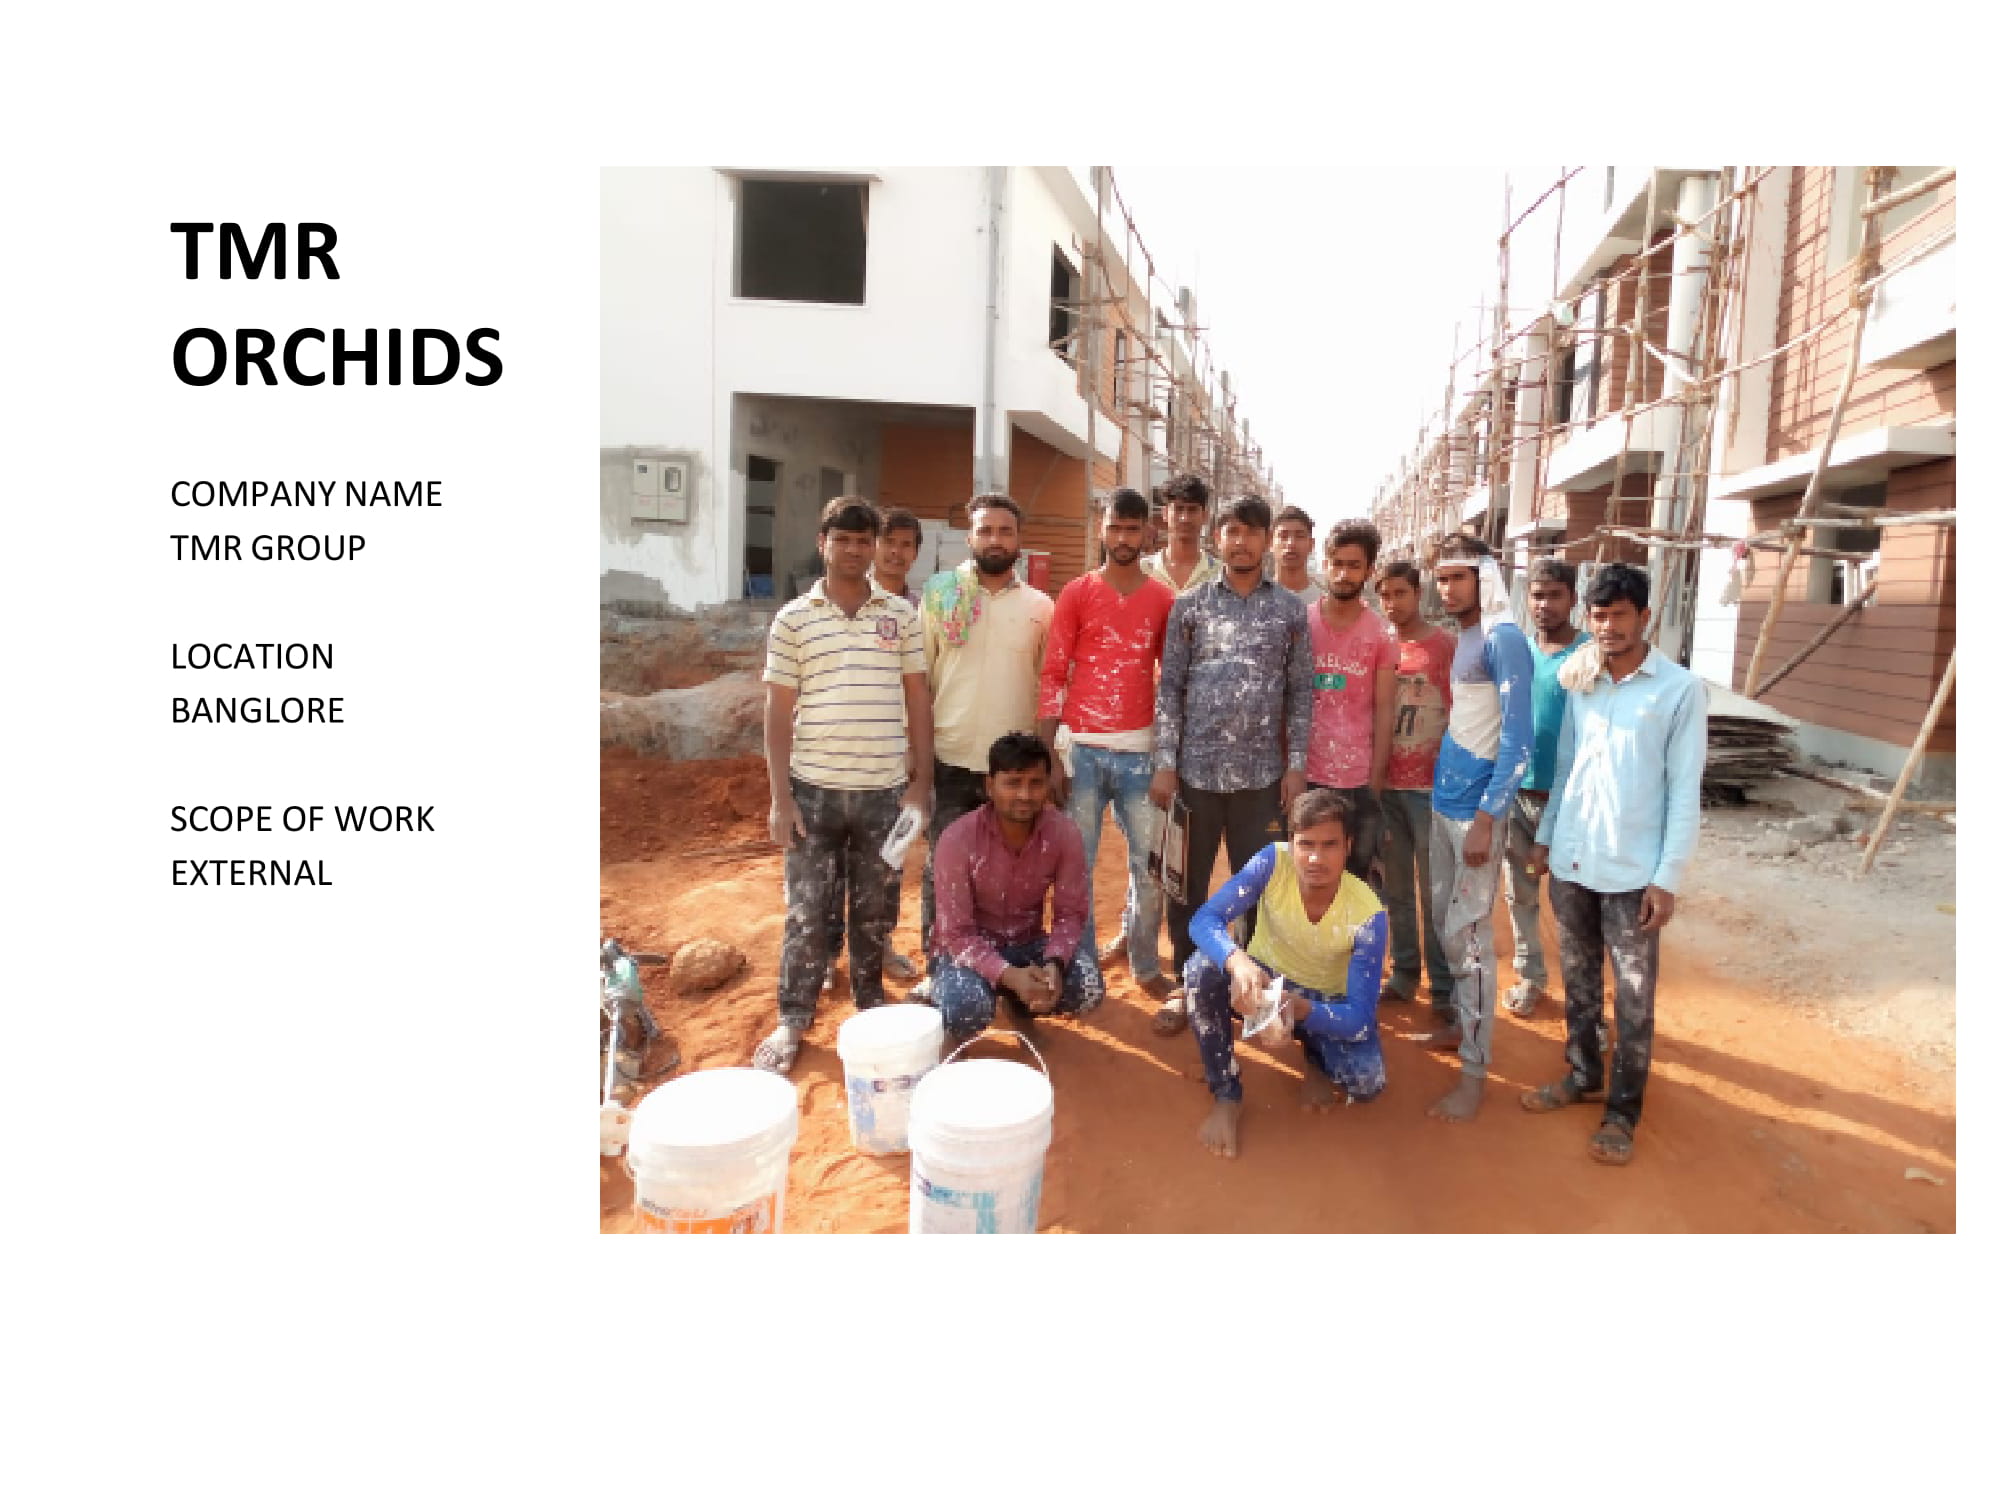 TMR
ORCHIDS
COMPANY NAME
TMR GROUP
LOCATION
BANGLORE
SCOPE OF WORK
EXTERNAL